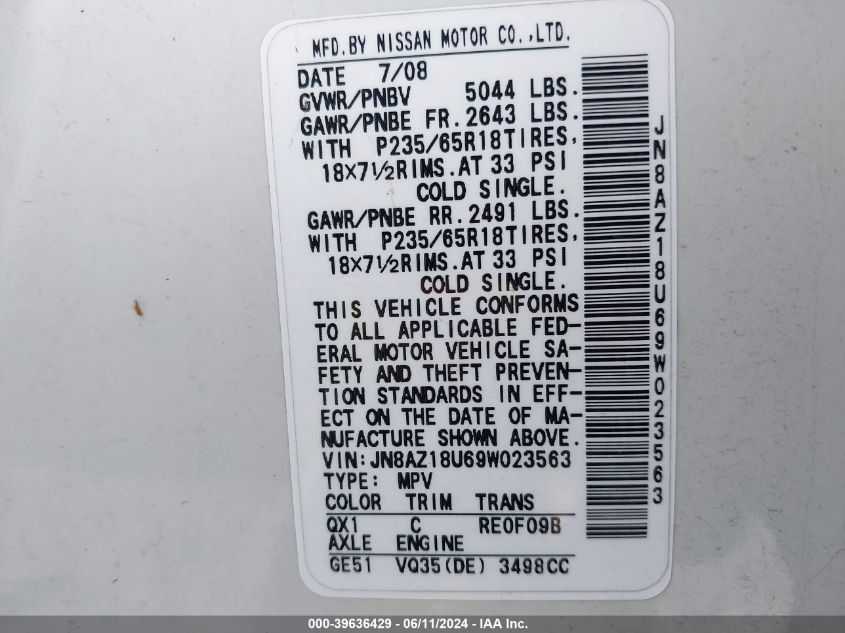 MFD.BY NISSAN MOTOR CO.,LTD.
DATE 7/08
GVWR/PNBV 5044 LBS.
GAWR/PNBE FR.2643 LBS.
WITH P235/65R18TIRES,
18×7½RIMS.AT 33 PSI
COLD SINGLE.
GAWR/PNBE RR.2491 LBS.
WITH P235/65R18TIRES,
18×7½RIMS.AT 33 PSI
COLD SINGLE.
THIS VEHICLE CONFORMS
TO ALL APPLICABLE FED-
ERAL MOTOR VEHICLE SA-
FETY AND THEFT PREVEN-
TION STANDARDS IN EFF-
ECT ON THE DATE OF MA-
NUFACTURE SHOWN ABOVE.
VIN:JN8AZ18U69W023563
TYPE: MPV
COLOR TRIM TRANS
QX1 C RE0F09B
AXLE ENGINE
GE51 VQ35(DE) 3498CC
JN8AZ18U69W023563
000-39636429 - 06/11/2024 - IAA Inc.